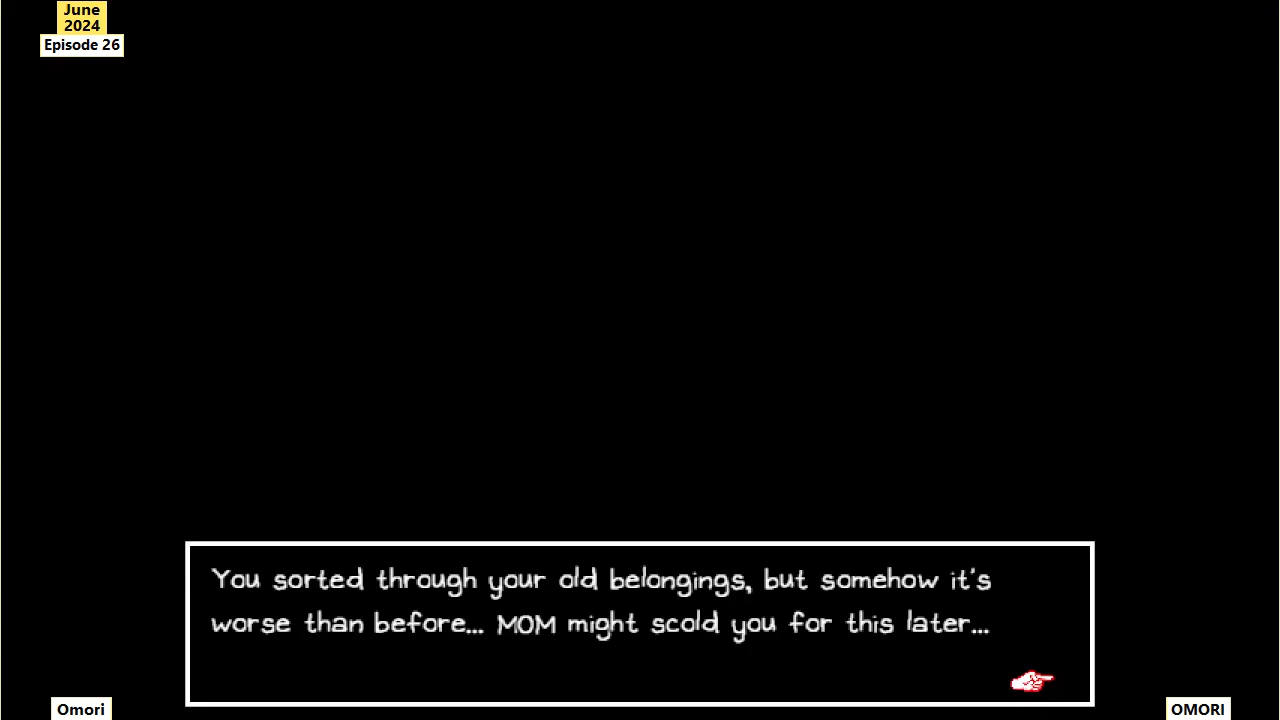 June
2024
Episode 26
You sorted through your old belongings, but somehow it's
worse than before... MOM might scold you for this later...
Omori
OMORI